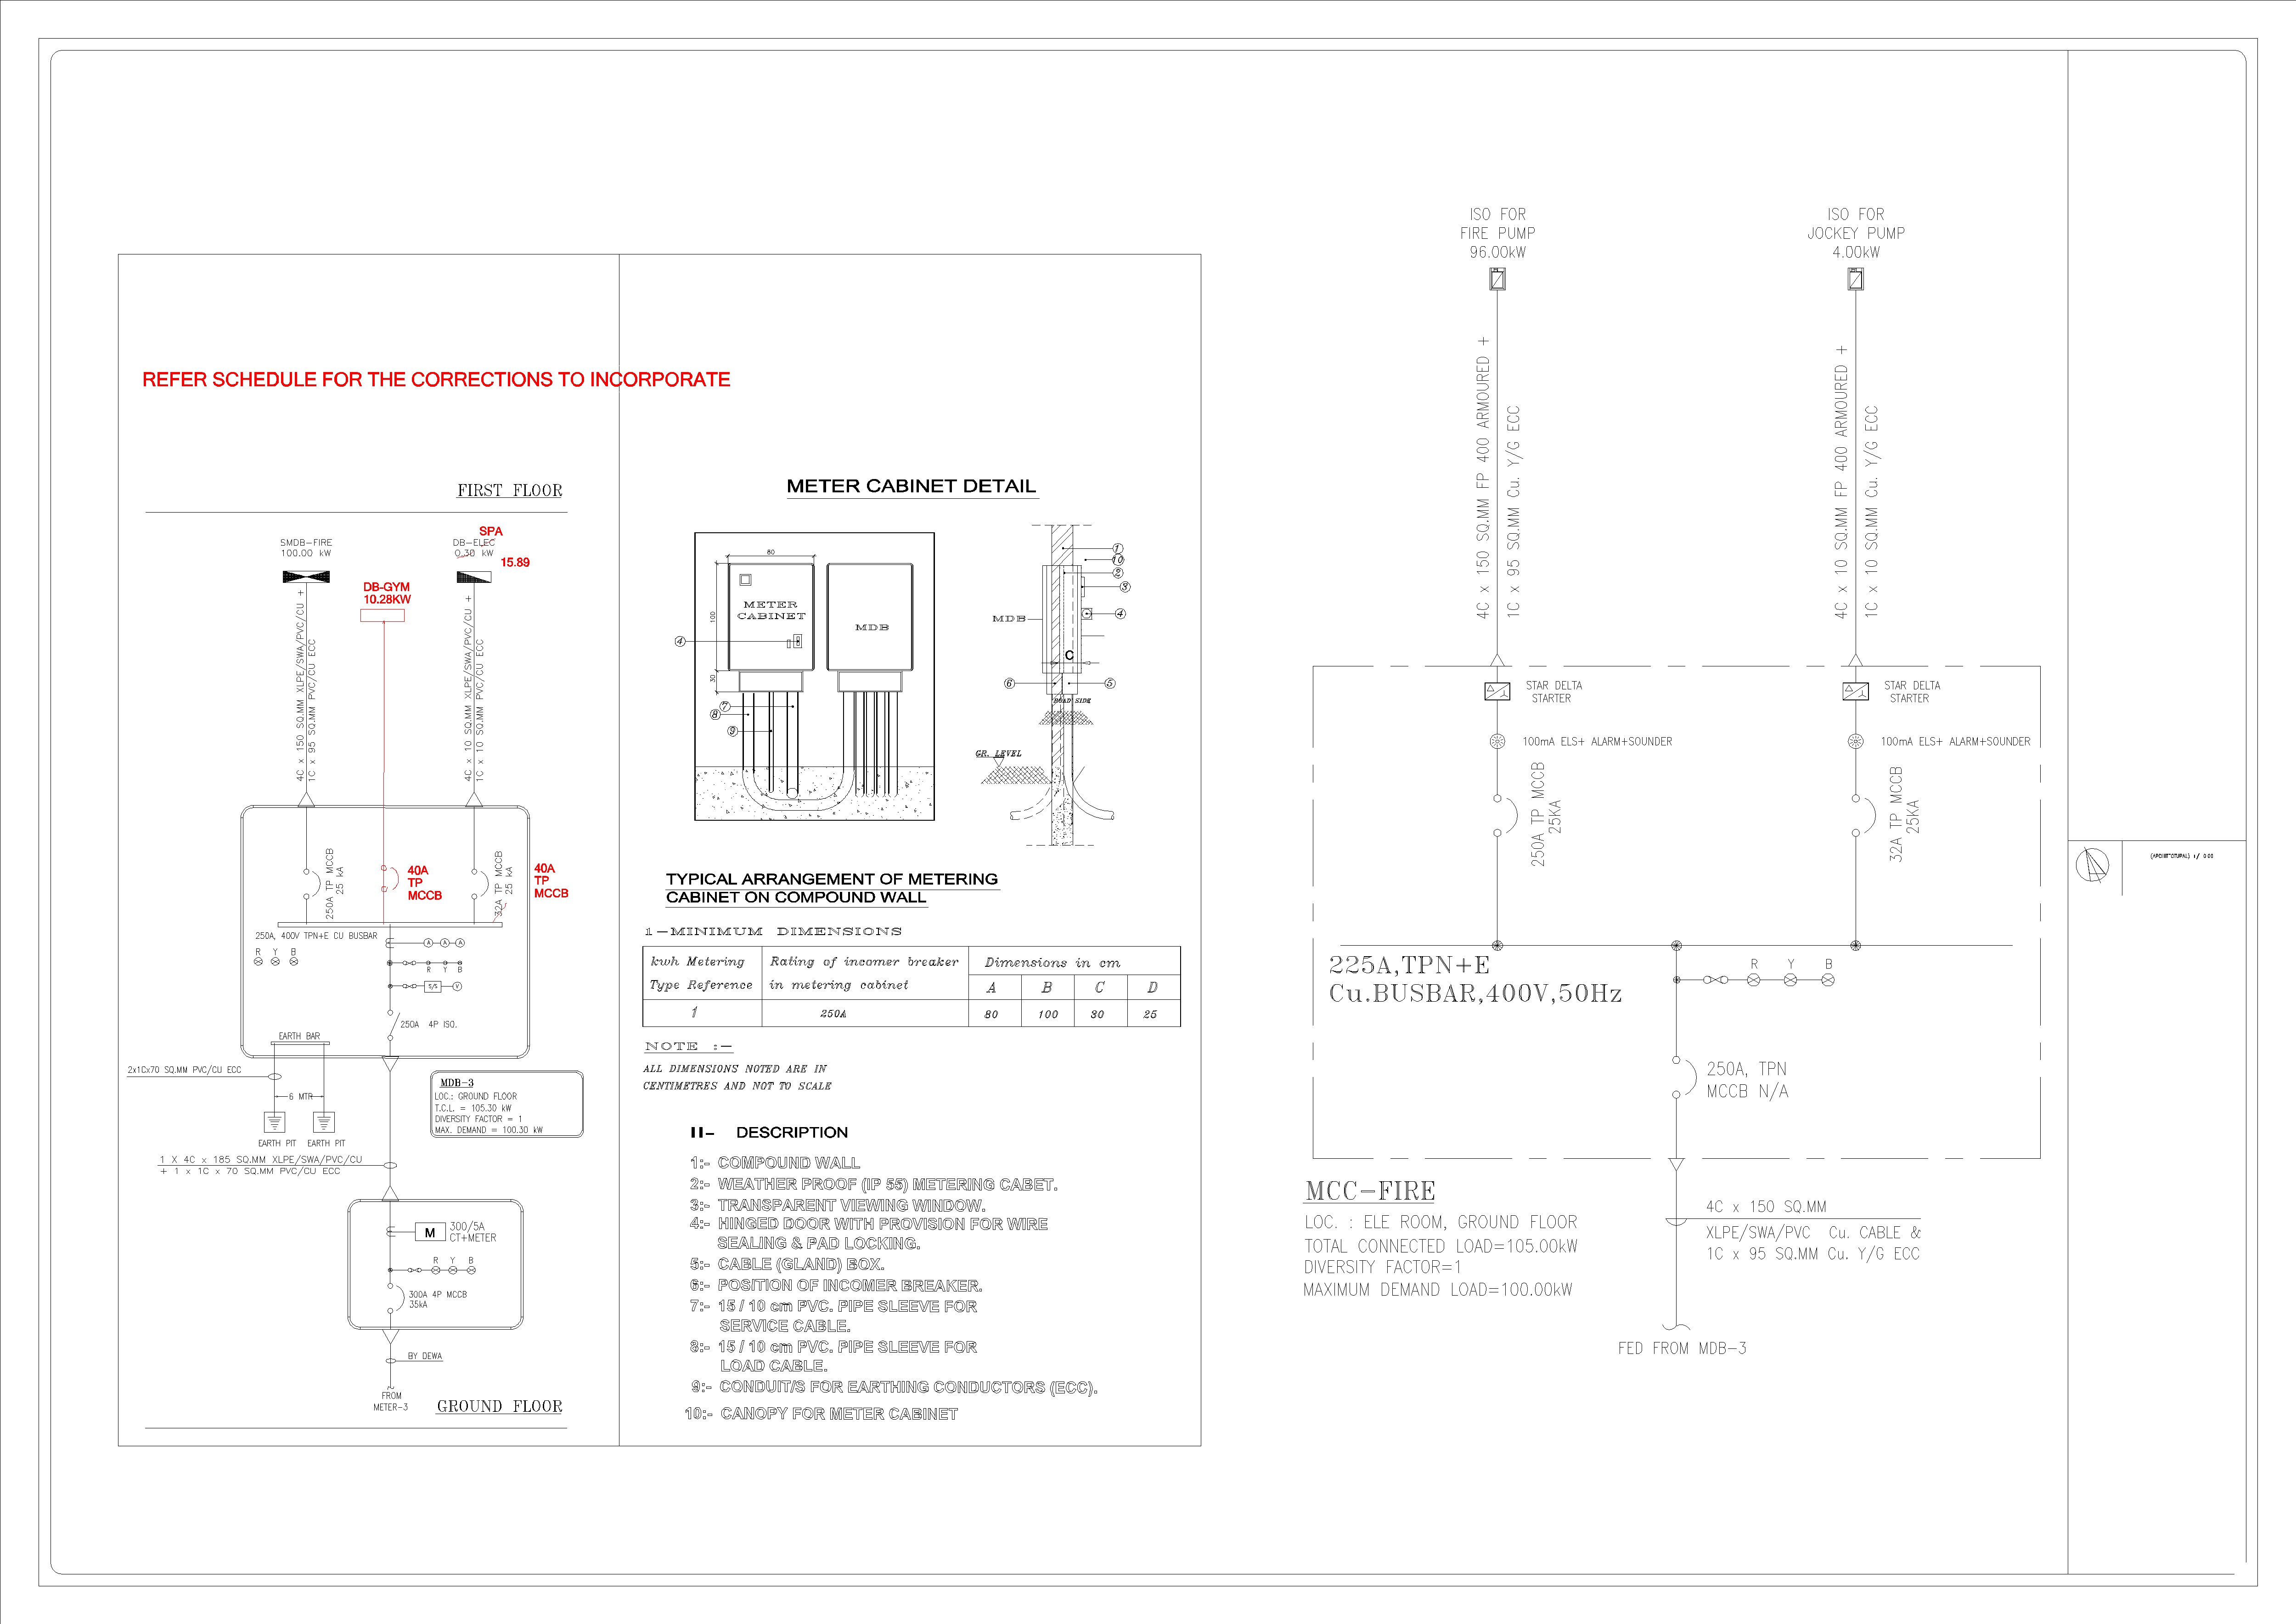 REFER SCHEDULE FOR THE CORRECTIONS TO INCORPORATE
FIRST FLOOR
SMDB-FIRE
100.00 kW
SPA
DB-ELEC
0.30 kW
15.89
DB-GYM
10.28KW
4C x 150 SQ.MM XLPE/SWA/PVC/CU +
1C x 95 SQ.MM PVC/CU ECC
4C x 10 SQ.MM XLPE/SWA/PVC/CU +
1C x 10 SQ.MM PVC/CU ECC
250A TP MCCB
25 kA
40A
TP
MCCB
32A TP MCCB
25 kA
40A
TP
MCCB
250A, 400V TPN+E CU BUSBAR
R Y B
A A A
R Y B
S/S V
250A 4P ISO.
EARTH BAR
2x1Cx70 SQ.MM PVC/CU ECC
6 MTR
EARTH PIT EARTH PIT
MDB-3
LOC.: GROUND FLOOR
T.C.L. = 105.30 kW
DIVERSITY FACTOR = 1
MAX. DEMAND = 100.30 kW
1 X 4C x 185 SQ.MM XLPE/SWA/PVC/CU
+ 1 x 1C x 70 SQ.MM PVC/CU ECC
M
300/5A
CT+METER
R Y B
300A 4P MCCB
35kA
BY DEWA
FROM
METER-3
GROUND FLOOR
METER CABINET DETAIL
80
100
30
METER
CABINET
MDB
4
7
8
9
1
10
2
3
MDB
4
C
6
5
ROAD SIDE
GR. LEVEL
TYPICAL ARRANGEMENT OF METERING
CABINET ON COMPOUND WALL
1-MINIMUM DIMENSIONS
kwh Metering
Type Reference
Rating of incomer breaker
in metering cabinet
Dimensions in cm
A B C D
1 250A 80 100 30 25
NOTE :-
ALL DIMENSIONS NOTED ARE IN
CENTIMETRES AND NOT TO SCALE
II- DESCRIPTION
1:- COMPOUND WALL
2:- WEATHER PROOF (IP 55) METERING CABET.
3:- TRANSPARENT VIEWING WINDOW.
4:- HINGED DOOR WITH PROVISION FOR WIRE
SEALING & PAD LOCKING.
5:- CABLE (GLAND) BOX.
6:- POSITION OF INCOMER BREAKER.
7:- 15 / 10 cm PVC. PIPE SLEEVE FOR
SERVICE CABLE.
8:- 15 / 10 cm PVC. PIPE SLEEVE FOR
LOAD CABLE.
9:- CONDUIT/S FOR EARTHING CONDUCTORS (ECC).
10:- CANOPY FOR METER CABINET
ISO FOR
FIRE PUMP
96.00kW
ISO FOR
JOCKEY PUMP
4.00kW
4C x 150 SQ.MM FP 400 ARMOURED +
1C x 95 SQ.MM Cu. Y/G ECC
4C x 10 SQ.MM FP 400 ARMOURED +
1C x 10 SQ.MM Cu. Y/G ECC
STAR DELTA
STARTER
STAR DELTA
STARTER
100mA ELS+ ALARM+SOUNDER
100mA ELS+ ALARM+SOUNDER
250A TP MCCB
25KA
32A TP MCCB
25KA
225A,TPN+E
Cu.BUSBAR,400V,50Hz
R Y B
250A, TPN
MCCB N/A
MCC-FIRE
LOC. : ELE ROOM, GROUND FLOOR
TOTAL CONNECTED LOAD=105.00kW
DIVERSITY FACTOR=1
MAXIMUM DEMAND LOAD=100.00kW
4C x 150 SQ.MM
XLPE/SWA/PVC Cu. CABLE &
1C x 95 SQ.MM Cu. Y/G ECC
FED FROM MDB-3